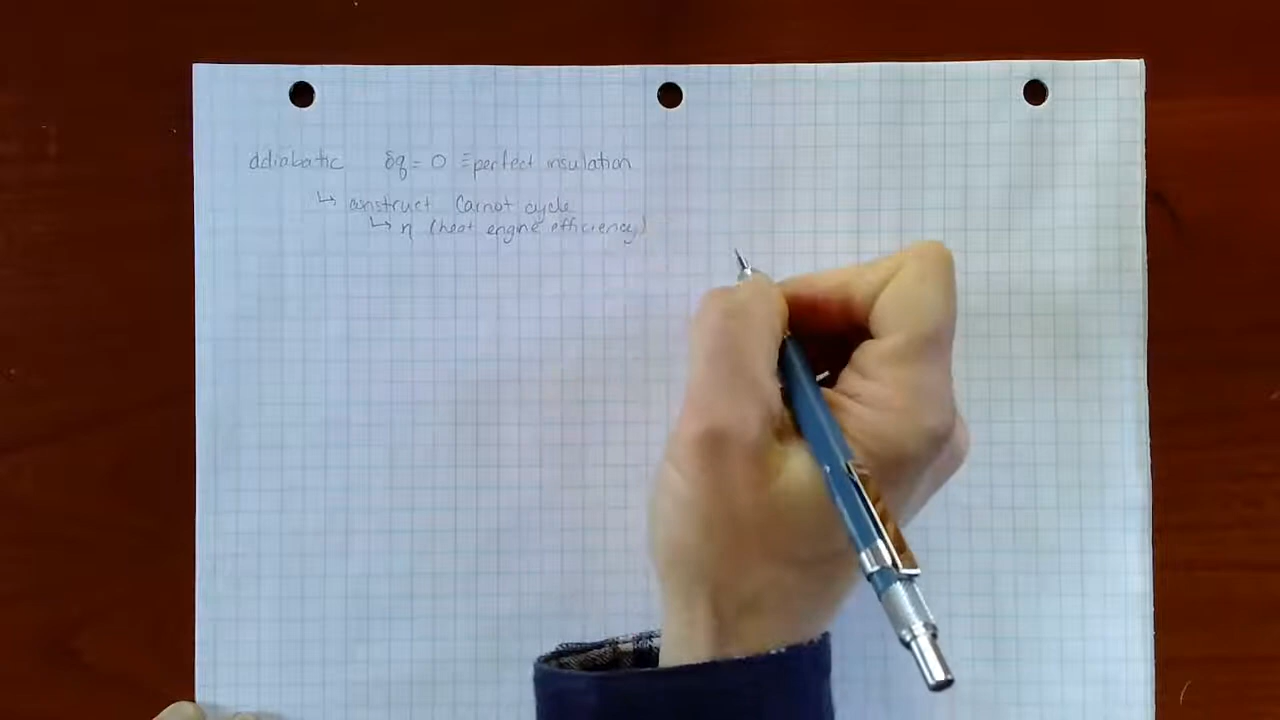 adiabatic δq = 0 ≡ perfect insulation
↳ construct Carnot cycle
↳ η (heat engine efficiency)